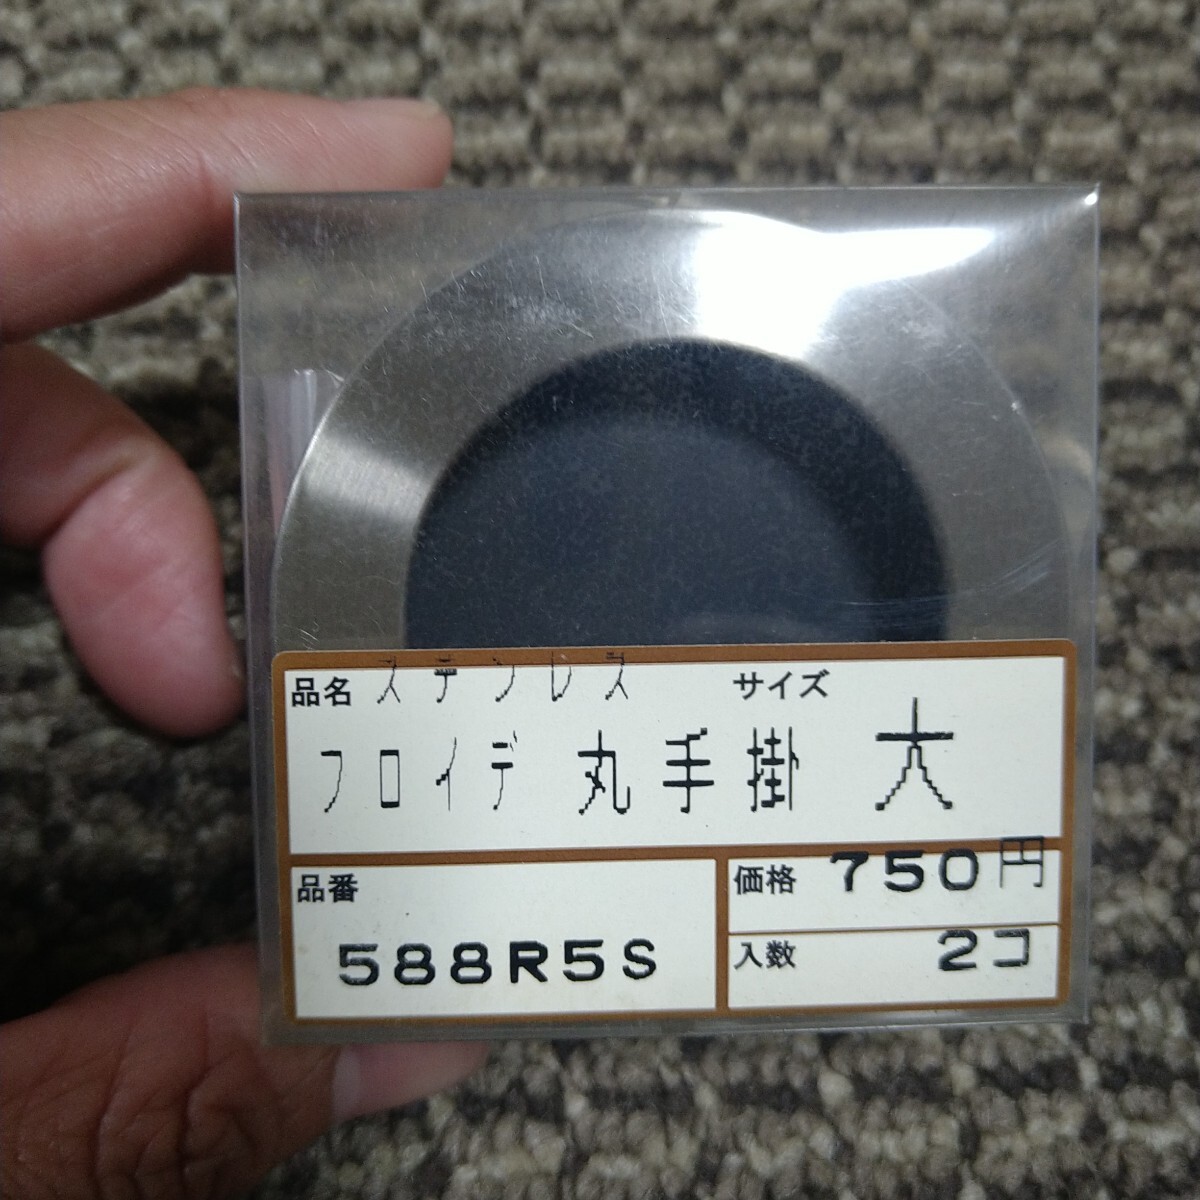 品名 ステンレス サイズ
フロイデ 丸手掛 大
品番
588R5S
価格 750円
入数 2コ